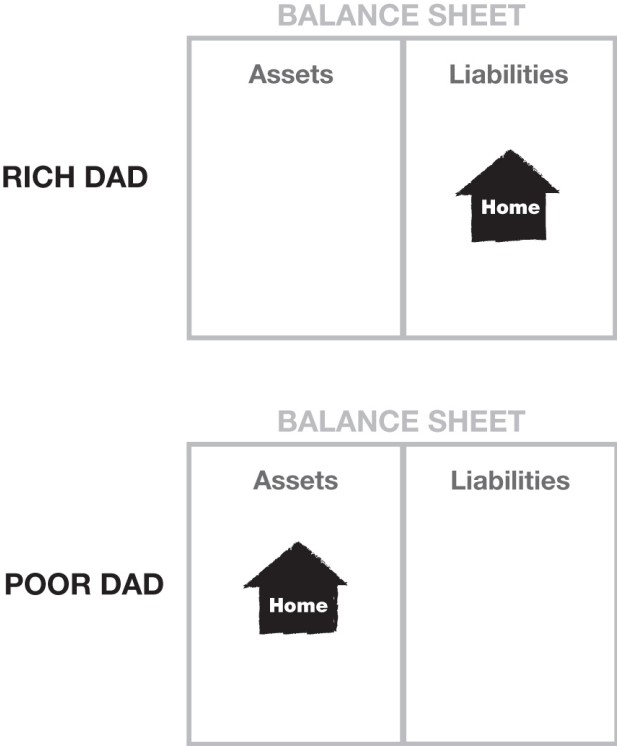 BALANCE SHEET
Assets Liabilities
RICH DAD
Home
BALANCE SHEET
Assets Liabilities
POOR DAD
Home